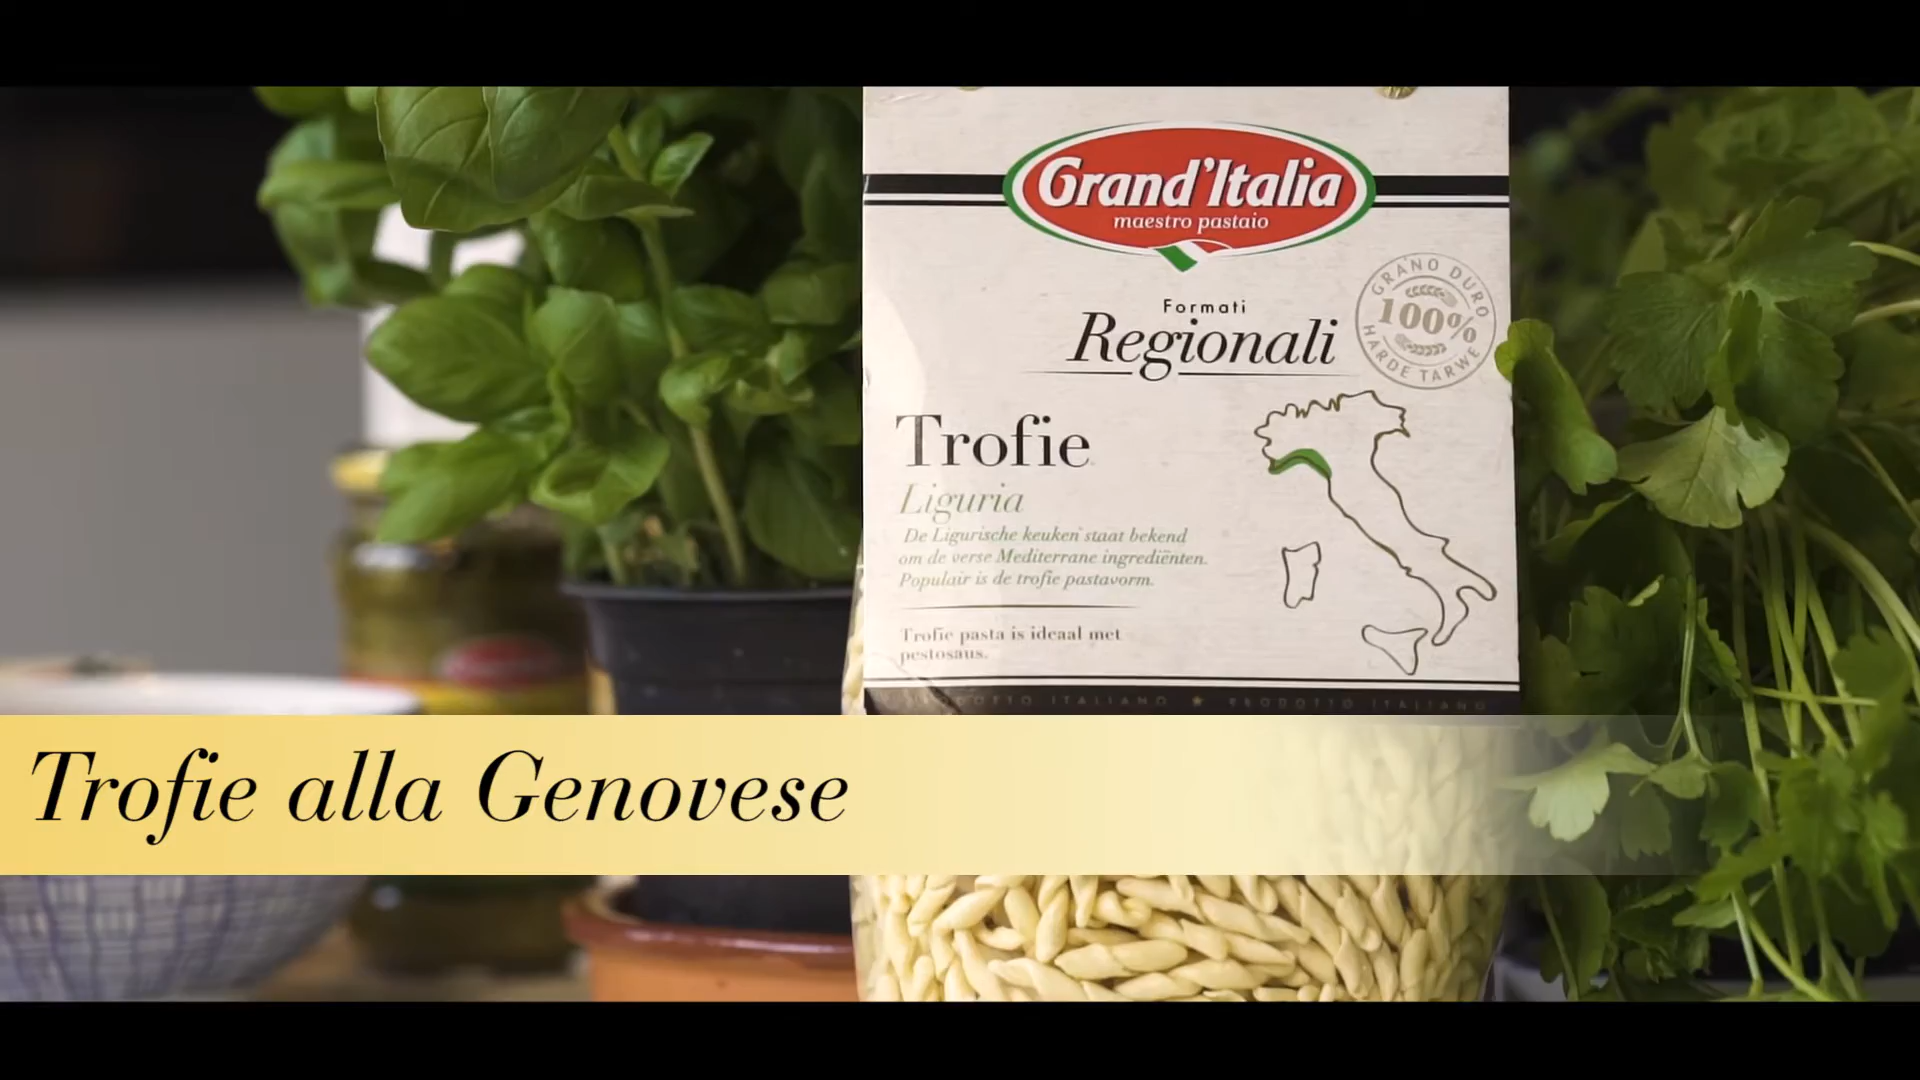 Grand'Italia
maestro pastaio
Formati
Regionali
GRANO DURO
100%
HARDE TARWE
Trofie
Liguria
De Ligurische keuken staat bekend
om de verse Mediterrane ingrediënten.
Populair is de trofie pastavorm.
Trofie pasta is ideaal met
pestosaus.
ITALIANO ★ PRODOTTO ITALIANO
Trofie alla Genovese